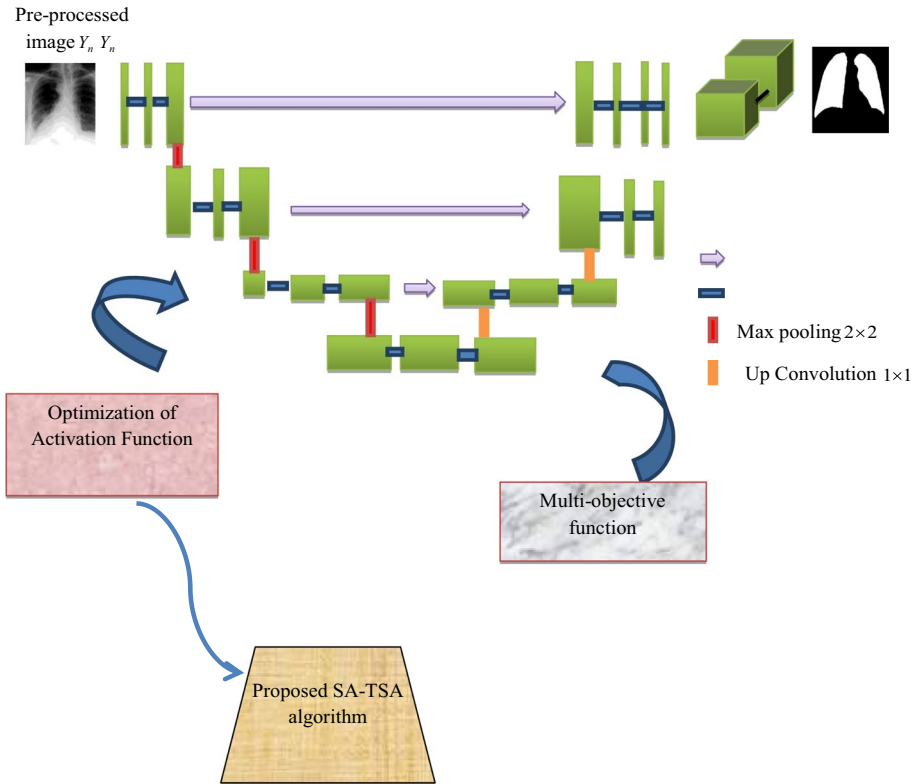 Pre-processed
image Yₙ Yₙ
Max pooling 2×2
Up Convolution 1×1
Optimization of
Activation Function
Multi-objective
function
Proposed SA-TSA
algorithm